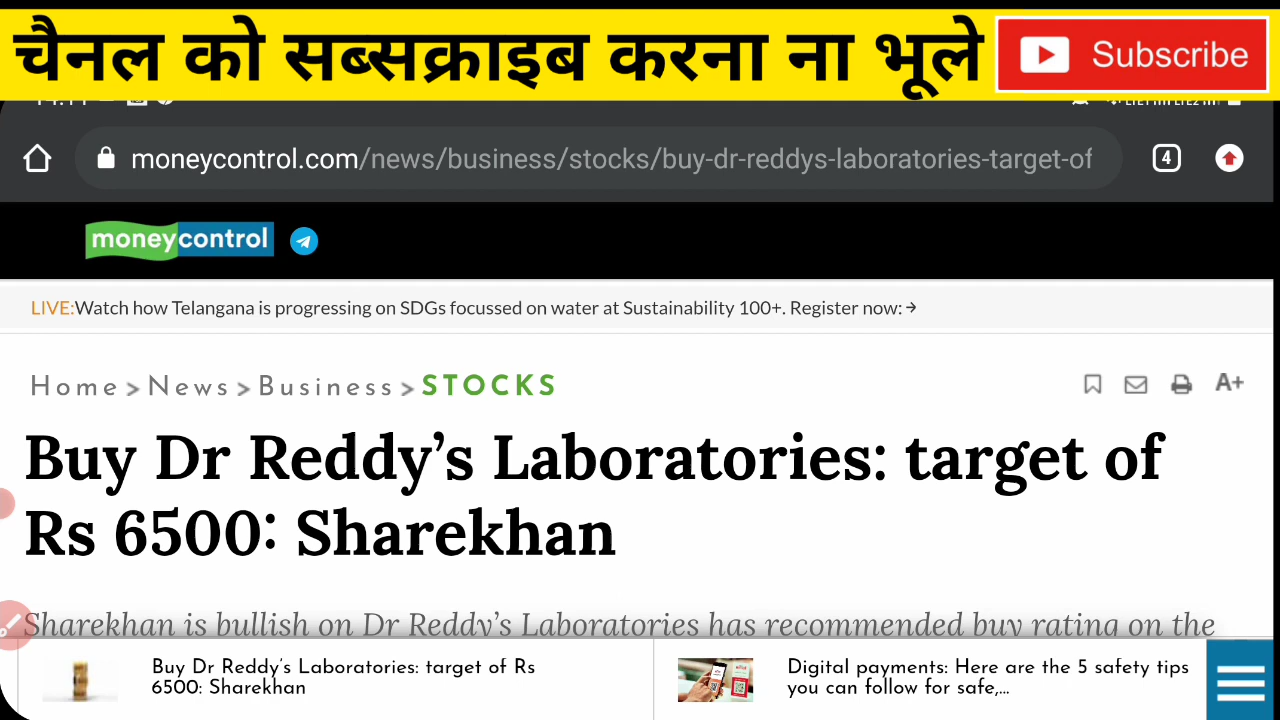 चैनल को सब्सक्राइब करना ना भूले
Subscribe
moneycontrol.com/news/business/stocks/buy-dr-reddys-laboratories-target-of
4
moneycontrol
LIVE:Watch how Telangana is progressing on SDGs focussed on water at Sustainability 100+. Register now:
Home > News > Business > STOCKS
A+
Buy Dr Reddy’s Laboratories: target of
Rs 6500: Sharekhan
Sharekhan is bullish on Dr Reddy’s Laboratories has recommended buy rating on the
Buy Dr Reddy’s Laboratories: target of Rs
6500: Sharekhan
Digital payments: Here are the 5 safety tips
you can follow for safe,...